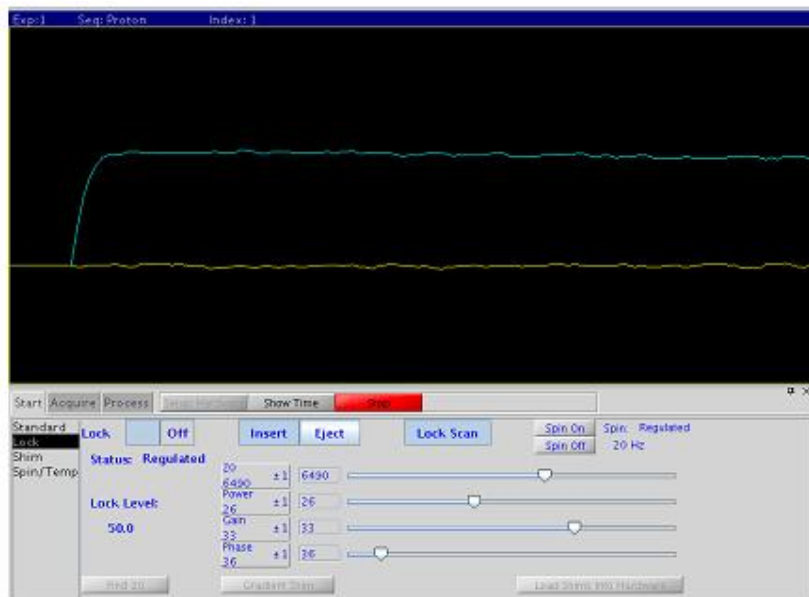 Exp:1 Seq: Proton Index: 1
Start Acquire Process Show Time Stop
Standard
Lock
Shim
Spin/Temp
Lock Off Insert Eject Lock Scan Spin On Spin: Regulated
Spin Off 20 Hz
Status: Regulated
20
6490 ±1 6490
Power
26 ±1 26
Lock Level:
50.0
Gain
33 ±1 33
Phase
36 ±1 36
Find 20 Gradient Shim Load Shims Into Hardware